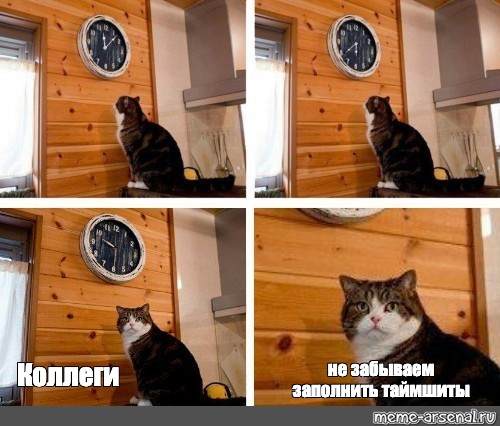 Коллеги
не забываем
заполнить таймшиты
meme-arsenal.ru